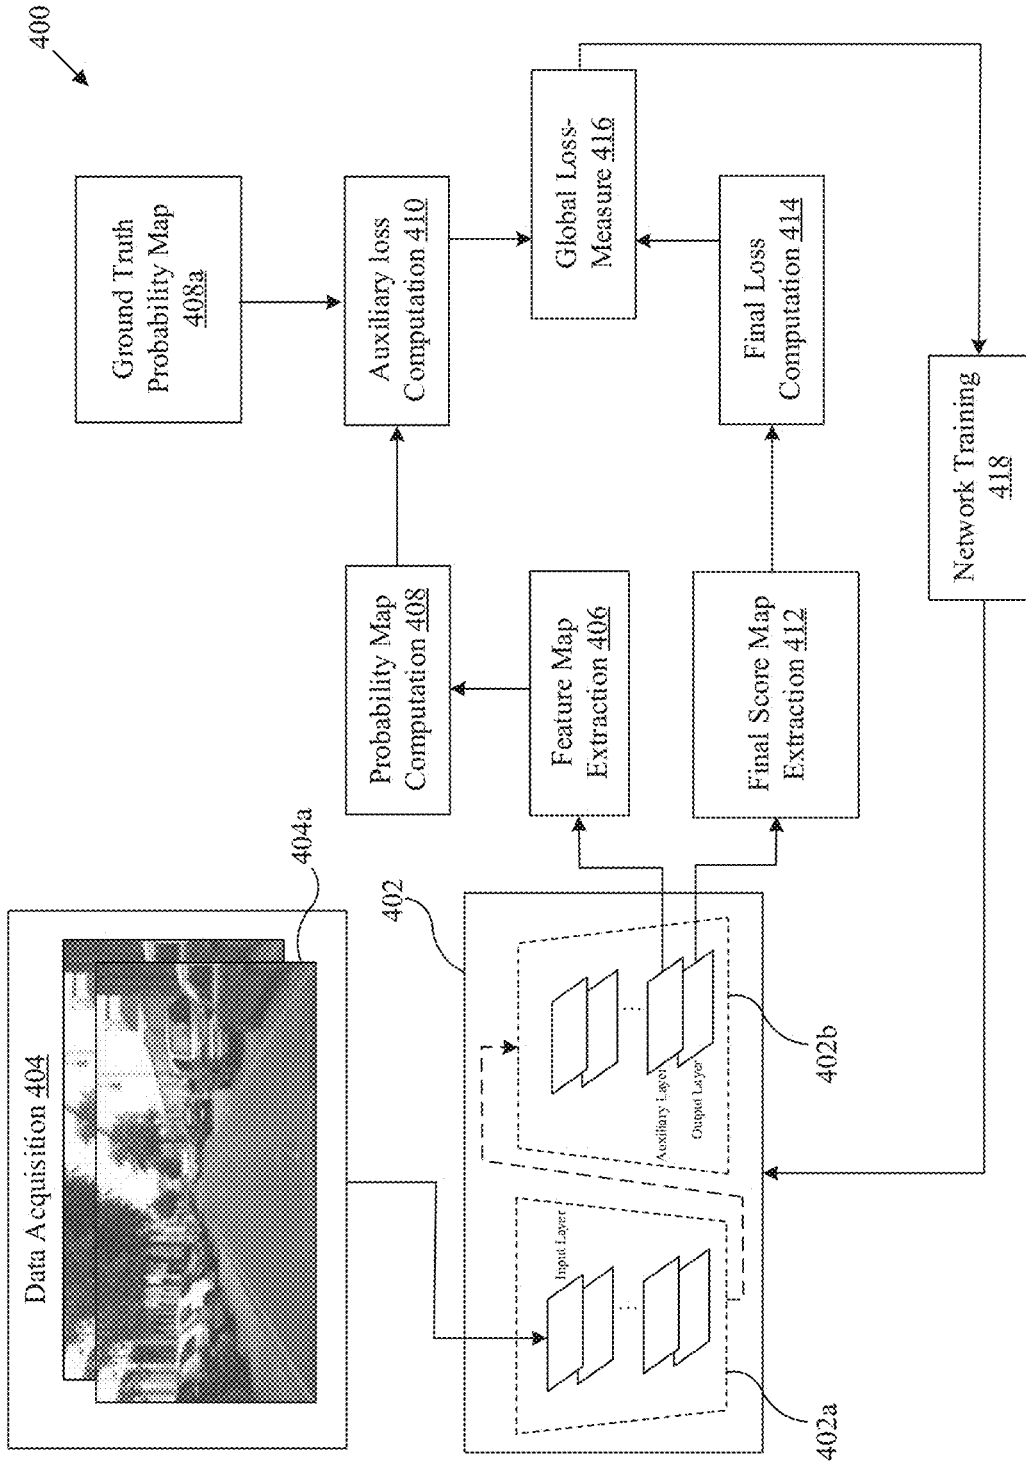 400
Data Acquisition 404
404a
402
Input Layer
Auxiliary Layer
Output Layer
402a
402b
Probability Map
Computation 408
Feature Map
Extraction 406
Final Score Map
Extraction 412
Ground Truth
Probability Map
408a
Auxiliary loss
Computation 410
Global Loss-
Measure 416
Final Loss
Computation 414
Network Training
418